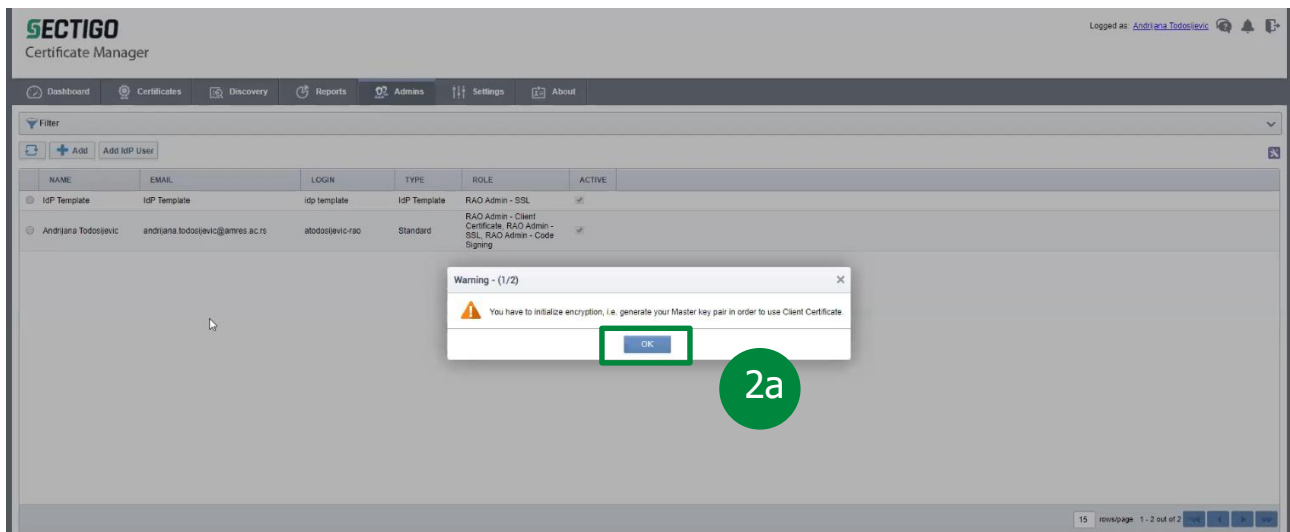 SECTIGO
Certificate Manager
Logged as: Andrijana Todosijevic
Dashboard Certificates Discovery Reports Admins Settings About
Filter
Add Add IdP User
NAME EMAIL LOGIN TYPE ROLE ACTIVE
IdP Template IdP Template idp template IdP Template RAO Admin - SSL
Andrijana Todosijevic andrijana.todosijevic@amres.ac.rs atodosijevic-rao Standard RAO Admin - Client
Certificate, RAO Admin -
SSL, RAO Admin - Code
Signing
Warning - (1/2)
You have to initialize encryption, i.e. generate your Master key pair in order to use Client Certificate.
OK
2a
15 rows/page 1 - 2 out of 2